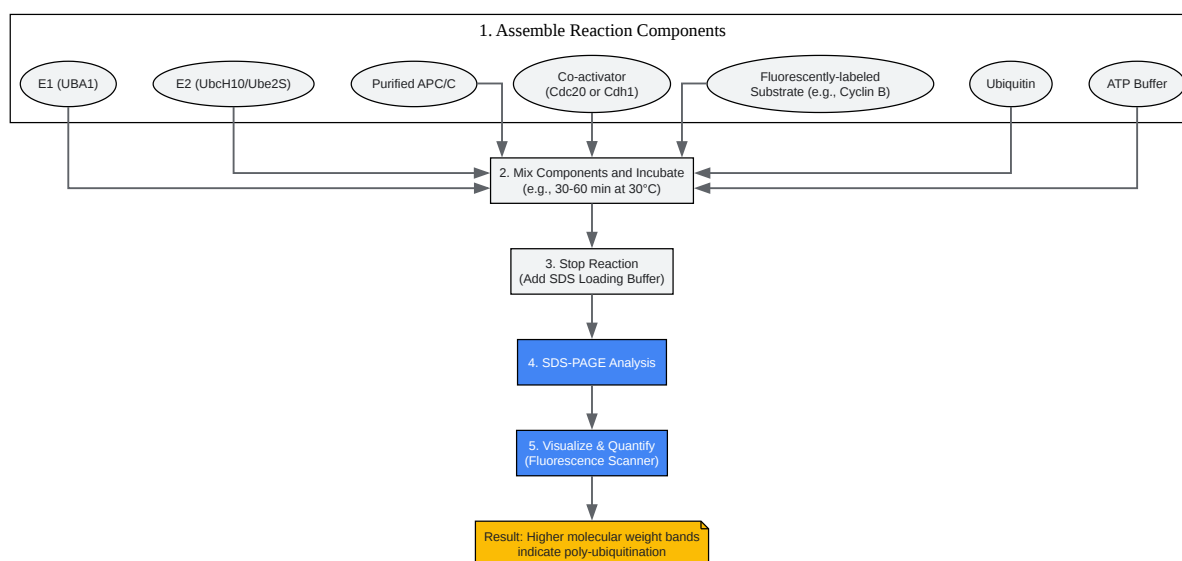 1. Assemble Reaction Components
E1 (UBA1)
E2 (UbcH10/Ube2S)
Purified APC/C
Co-activator
(Cdc20 or Cdh1)
Fluorescently-labeled
Substrate (e.g., Cyclin B)
Ubiquitin
ATP Buffer
2. Mix Components and Incubate
(e.g., 30-60 min at 30°C)
3. Stop Reaction
(Add SDS Loading Buffer)
4. SDS-PAGE Analysis
5. Visualize & Quantify
(Fluorescence Scanner)
Result: Higher molecular weight bands
indicate poly-ubiquitination